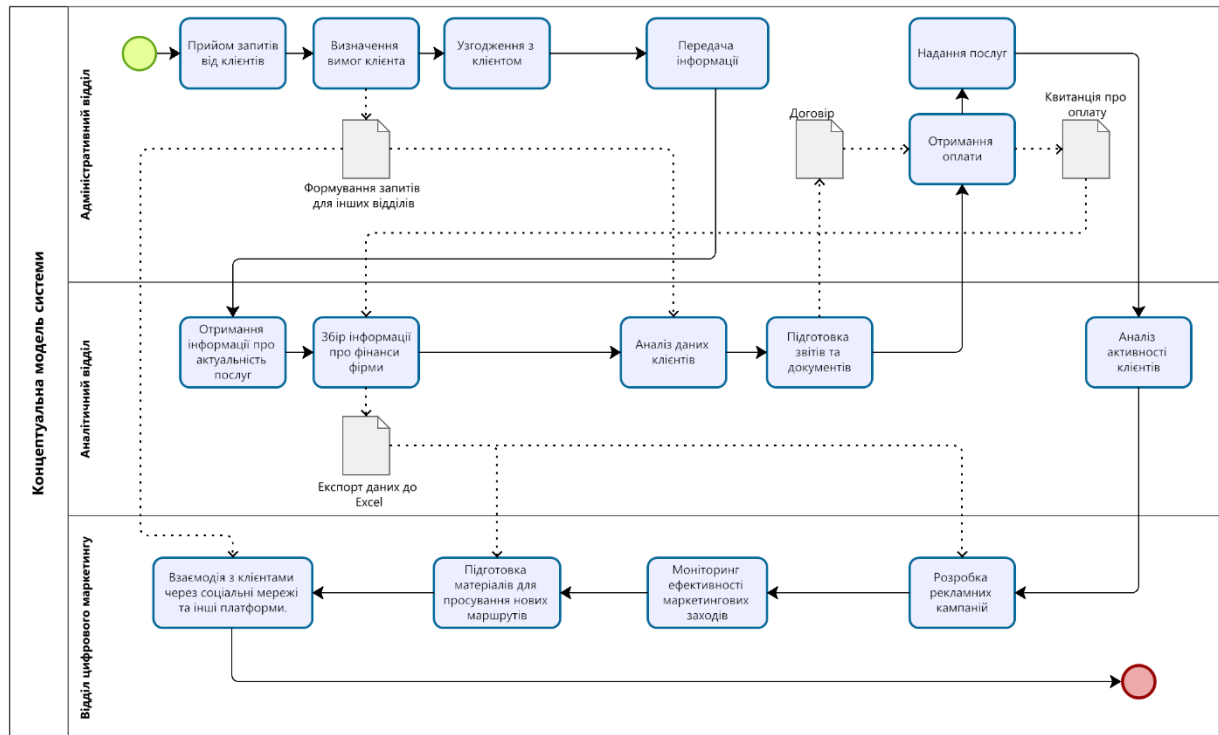 Концептуальна модель системи
Адміністративний відділ
Прийом запитів
від клієнтів
Визначення
вимог клієнта
Узгодження з
клієнтом
Передача
інформації
Надання послуг
Договір
Отримання
оплати
Квитанція про
оплату
Формування запитів
для інших відділів
Аналітичний відділ
Отримання
інформації про
актуальність
послуг
Збір інформації
про фінанси
фірми
Аналіз даних
клієнтів
Підготовка
звітів та
документів
Аналіз
активності
клієнтів
Експорт даних до
Excel
Відділ цифрового маркетингу
Взаємодія з клієнтами
через соціальні мережі
та інші платформи.
Підготовка
матеріалів для
просування нових
маршрутів
Моніторинг
ефективності
маркетингових
заходів
Розробка
рекламних
кампаній